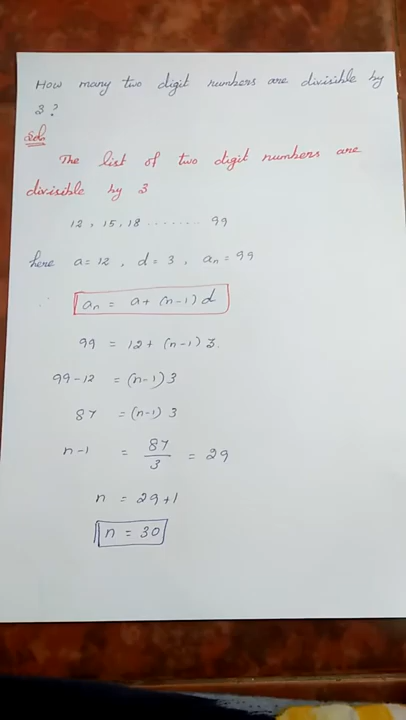 How many two digit numbers are divisible by
3?
Soln
The list of two digit numbers are
divisible by 3
12, 15, 18 ........ 99
here a = 12, d = 3, aₙ = 99
aₙ = a + (n-1) d
99 = 12 + (n-1) 3.
99-12 = (n-1) 3
87 = (n-1) 3
n-1 = 87/3 = 29
n = 29+1
n = 30